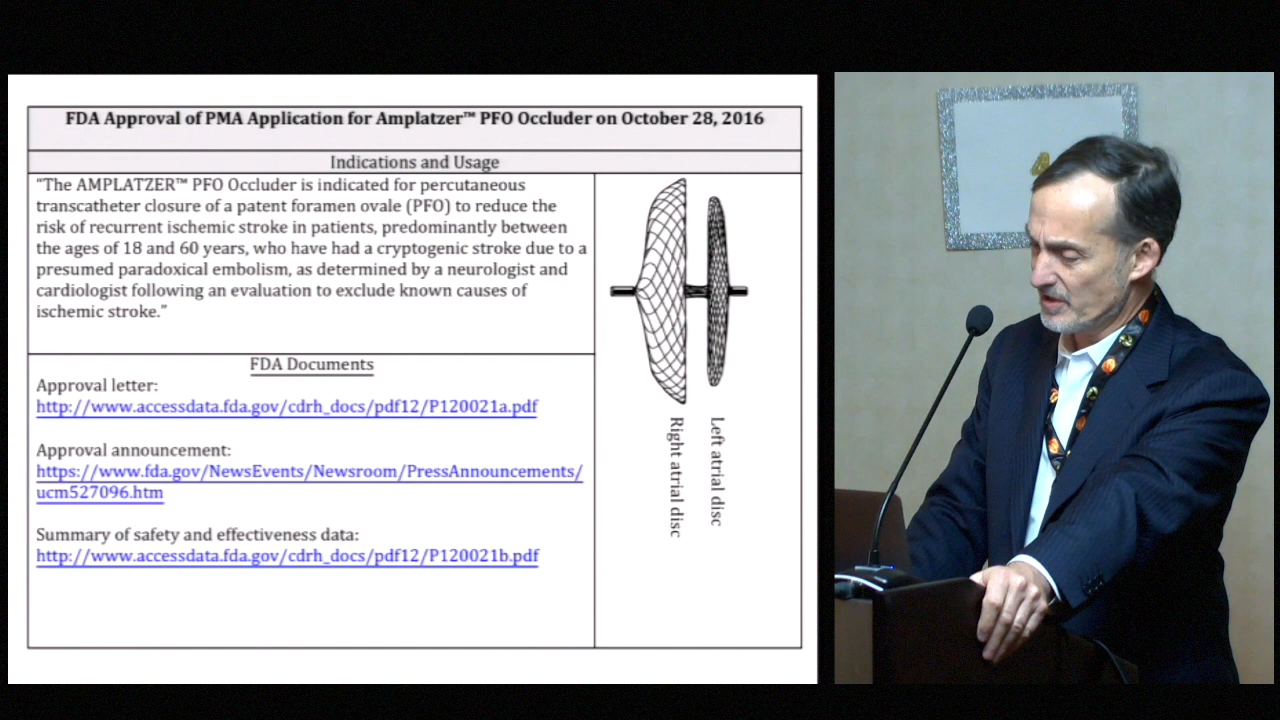 FDA Approval of PMA Application for Amplatzer™ PFO Occluder on October 28, 2016
Indications and Usage
“The AMPLATZER™ PFO Occluder is indicated for percutaneous
transcatheter closure of a patent foramen ovale (PFO) to reduce the
risk of recurrent ischemic stroke in patients, predominantly between
the ages of 18 and 60 years, who have had a cryptogenic stroke due to a
presumed paradoxical embolism, as determined by a neurologist and
cardiologist following an evaluation to exclude known causes of
ischemic stroke.”
FDA Documents
Approval letter:
http://www.accessdata.fda.gov/cdrh_docs/pdf12/P120021a.pdf
Approval announcement:
https://www.fda.gov/NewsEvents/Newsroom/PressAnnouncements/
ucm527096.htm
Summary of safety and effectiveness data:
http://www.accessdata.fda.gov/cdrh_docs/pdf12/P120021b.pdf
Right atrial disc
Left atrial disc